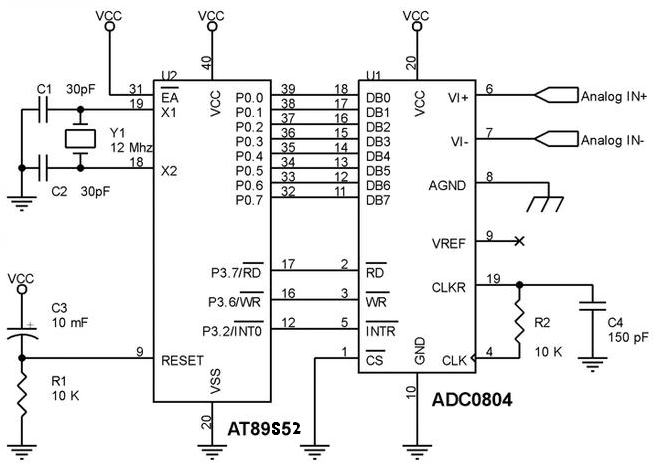 VCC
VCC
VCC
40
20
U2
U1
C1
30pF
31
EA
19
X1
Y1
12 Mhz
18
X2
C2
30pF
VCC
P0.0
39
18
DB0
P0.1
38
17
DB1
P0.2
37
16
DB2
P0.3
36
15
DB3
P0.4
35
14
DB4
P0.5
34
13
DB5
P0.6
33
12
DB6
P0.7
32
11
DB7
VCC
VI+
6
Analog IN+
VI-
7
Analog IN-
AGND
8
VREF
9
CLKR
19
P3.7/RD
17
2
RD
P3.6/WR
16
3
WR
P3.2/INT0
12
5
INTR
1
CS
GND
CLK
4
R2
10 K
C4
150 pF
VCC
C3
10 mF
+
9
RESET
R1
10 K
VSS
20
10
AT89S52
ADC0804